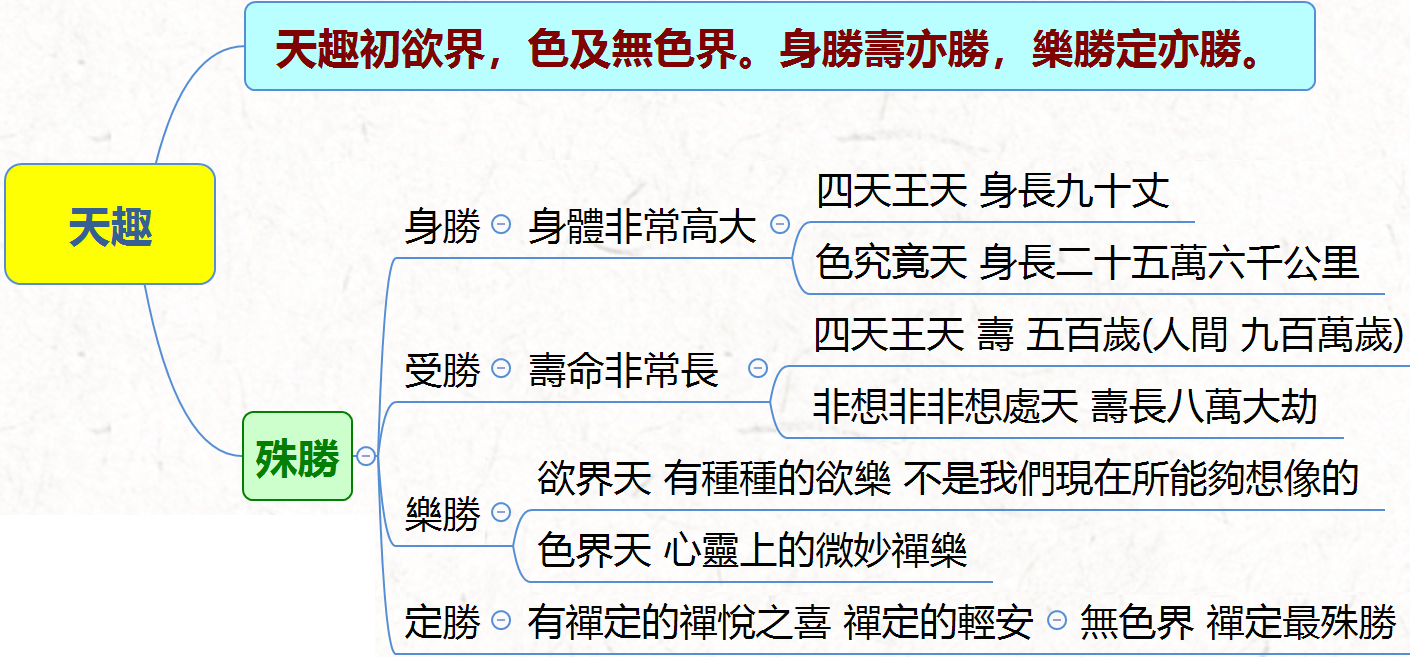 天趣初欲界，色及無色界。身勝壽亦勝，樂勝定亦勝。
天趣
殊勝
身勝
身體非常高大
四天王天 身長九十丈
色究竟天 身長二十五萬六千公里
受勝
壽命非常長
四天王天 壽 五百歲(人間 九百萬歲)
非想非非想處天 壽長八萬大劫
樂勝
欲界天 有種種的欲樂 不是我們現在所能夠想像的
色界天 心靈上的微妙禪樂
定勝
有禪定的禪悅之喜 禪定的輕安
無色界 禪定最殊勝